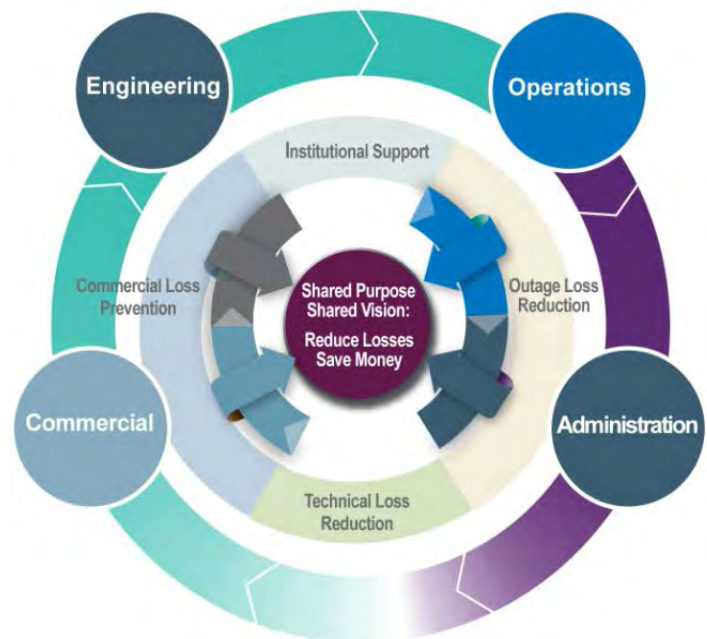 Engineering
Operations
Institutional Support
Commercial Loss
Prevention
Shared Purpose
Shared Vision:
Reduce Losses
Save Money
Outage Loss
Reduction
Commercial
Administration
Technical Loss
Reduction